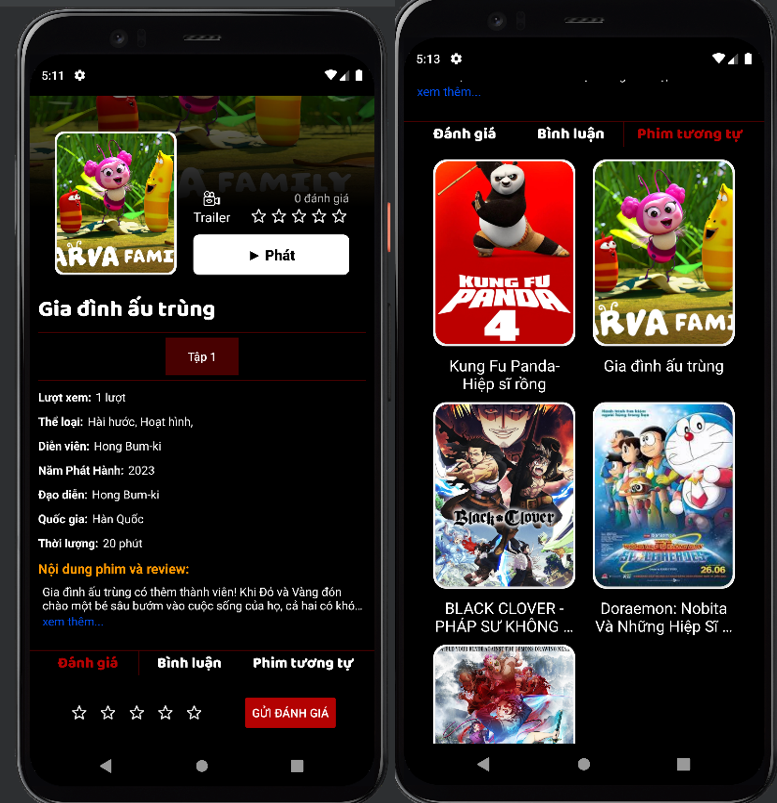 5:11
A FAMILY
ARVA FAMI
Trailer
0 đánh giá
Phát
Gia đình ấu trùng
Tập 1
Lượt xem: 1 lượt
Thể loại: Hài hước, Hoạt hình,
Diễn viên: Hong Bum-ki
Năm Phát Hành: 2023
Đạo diễn: Hong Bum-ki
Quốc gia: Hàn Quốc
Thời lượng: 20 phút
Nội dung phim và review:
Gia đình ấu trùng có thêm thành viên! Khi Đỏ và Vàng đón
chào một bé sâu bướm vào cuộc sống của họ, cả hai có khó...
xem thêm...
Đánh giá Bình luận Phim tương tự
GỬI ĐÁNH GIÁ
5:13
xem thêm...
Đánh giá Bình luận Phim tương tự
KUNG FU
PANDA
4
RVA FAMI
Kung Fu Panda-
Hiệp sĩ rồng
Gia đình ấu trùng
Black Clover
26.06
BLACK CLOVER -
PHÁP SƯ KHÔNG ...
Doraemon: Nobita
Và Những Hiệp Sĩ ...